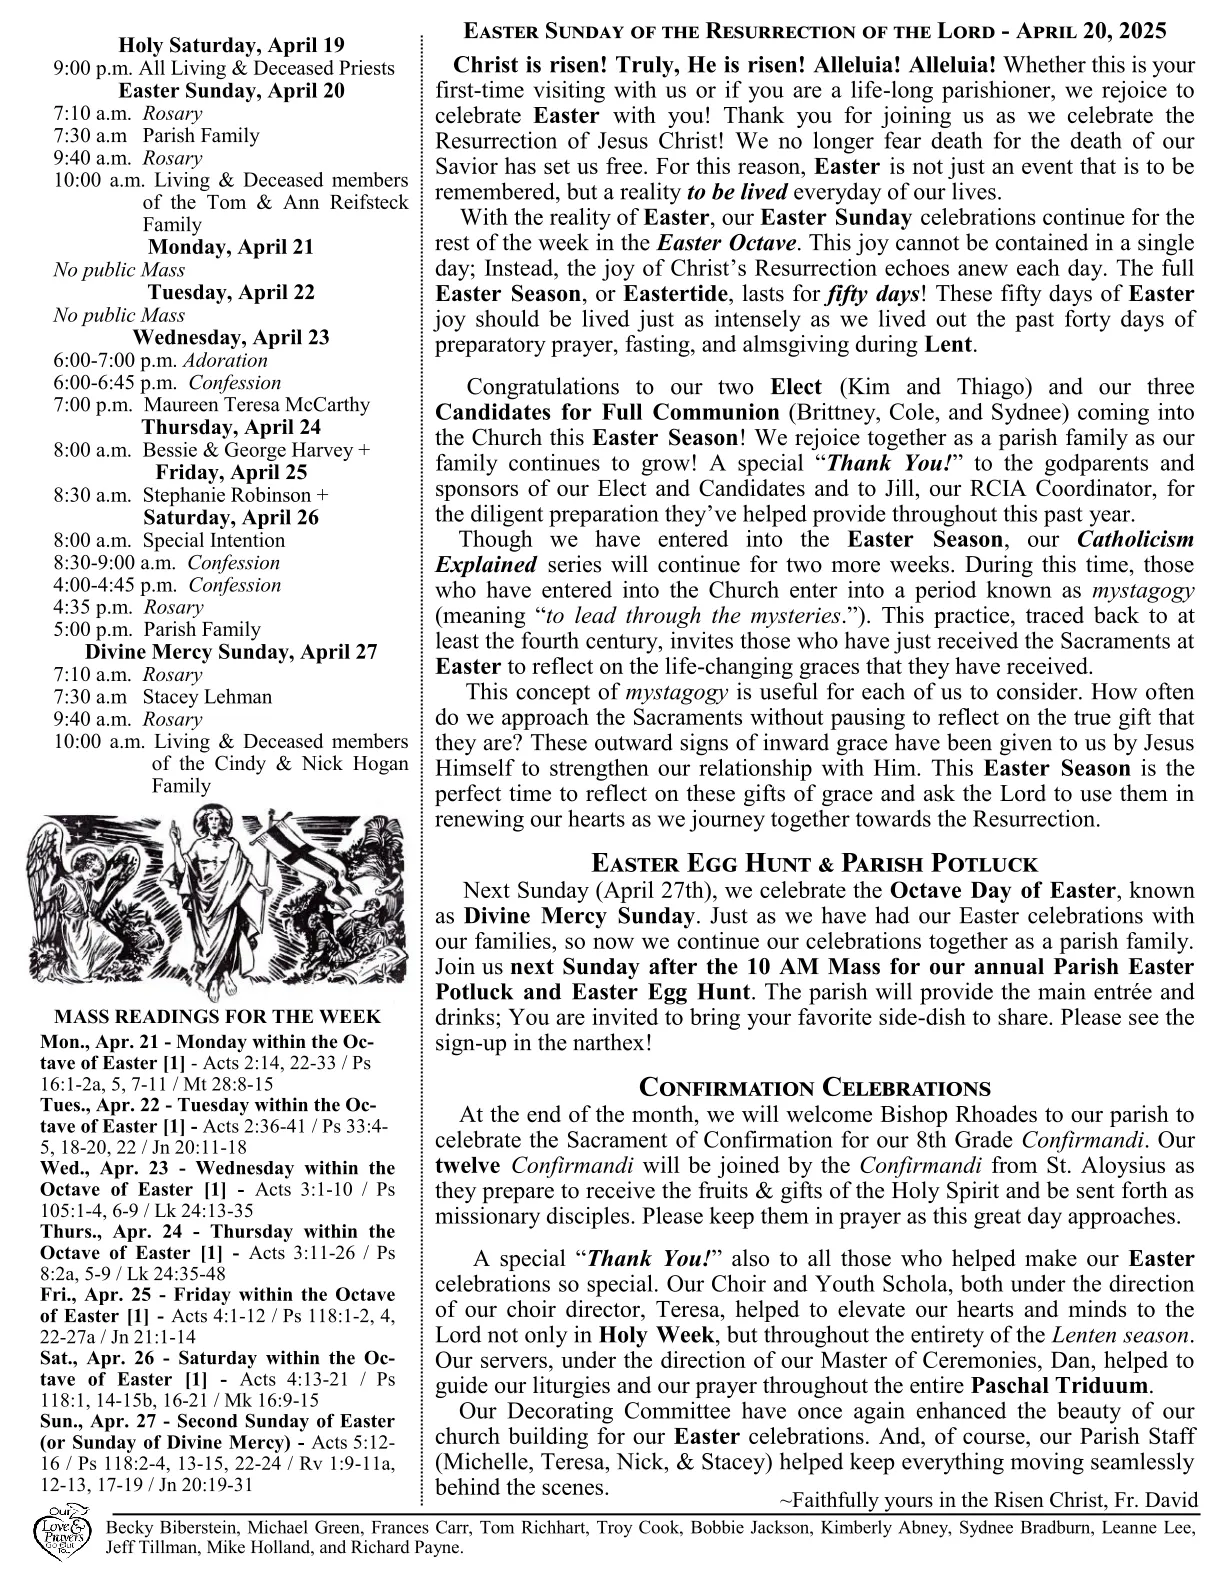 Holy Saturday, April 19
9:00 p.m. All Living & Deceased Priests
Easter Sunday, April 20
7:10 a.m. Rosary
7:30 a.m. Parish Family
9:40 a.m. Rosary
10:00 a.m. Living & Deceased members
of the Tom & Ann Reifsteck
Family
Monday, April 21
No public Mass
Tuesday, April 22
No public Mass
Wednesday, April 23
6:00-7:00 p.m. Adoration
6:00-6:45 p.m. Confession
7:00 p.m. Maureen Teresa McCarthy
Thursday, April 24
8:00 a.m. Bessie & George Harvey +
Friday, April 25
8:30 a.m. Stephanie Robinson +
Saturday, April 26
8:00 a.m. Special Intention
8:30-9:00 a.m. Confession
4:00-4:45 p.m. Confession
4:35 p.m. Rosary
5:00 p.m. Parish Family
Divine Mercy Sunday, April 27
7:10 a.m. Rosary
7:30 a.m Stacey Lehman
9:40 a.m. Rosary
10:00 a.m. Living & Deceased members
of the Cindy & Nick Hogan
Family
MASS READINGS FOR THE WEEK
Mon., Apr. 21 - Monday within the Oc-
tave of Easter [1] - Acts 2:14, 22-33 / Ps
16:1-2a, 5, 7-11 / Mt 28:8-15
Tues., Apr. 22 - Tuesday within the Oc-
tave of Easter [1] - Acts 2:36-41 / Ps 33:4-
5, 18-20, 22 / Jn 20:11-18
Wed., Apr. 23 - Wednesday within the
Octave of Easter [1] - Acts 3:1-10 / Ps
105:1-4, 6-9 / Lk 24:13-35
Thurs., Apr. 24 - Thursday within the
Octave of Easter [1] - Acts 3:11-26 / Ps
8:2a, 5-9 / Lk 24:35-48
Fri., Apr. 25 - Friday within the Octave
of Easter [1] - Acts 4:1-12 / Ps 118:1-2, 4,
22-27a / Jn 21:1-14
Sat., Apr. 26 - Saturday within the Oc-
tave of Easter [1] - Acts 4:13-21 / Ps
118:1, 14-15b, 16-21 / Mk 16:9-15
Sun., Apr. 27 - Second Sunday of Easter
(or Sunday of Divine Mercy) - Acts 5:12-
16 / Ps 118:2-4, 13-15, 22-24 / Rv 1:9-11a,
12-13, 17-19 / Jn 20:19-31
EASTER SUNDAY OF THE RESURRECTION OF THE LORD - APRIL 20, 2025
Christ is risen! Truly, He is risen! Alleluia! Alleluia! Whether this is your
first-time visiting with us or if you are a life-long parishioner, we rejoice to
celebrate Easter with you! Thank you for joining us as we celebrate the
Resurrection of Jesus Christ! We no longer fear death for the death of our
Savior has set us free. For this reason, Easter is not just an event that is to be
remembered, but a reality to be lived everyday of our lives.
With the reality of Easter, our Easter Sunday celebrations continue for the
rest of the week in the Easter Octave. This joy cannot be contained in a single
day; Instead, the joy of Christ's Resurrection echoes anew each day. The full
Easter Season, or Eastertide, lasts for fifty days! These fifty days of Easter
joy should be lived just as intensely as we lived out the past forty days of
preparatory prayer, fasting, and almsgiving during Lent.
Congratulations to our two Elect (Kim and Thiago) and our three
Candidates for Full Communion (Brittney, Cole, and Sydnee) coming into
the Church this Easter Season! We rejoice together as a parish family as our
family continues to grow! A special "Thank You!" to the godparents and
sponsors of our Elect and Candidates and to Jill, our RCIA Coordinator, for
the diligent preparation they've helped provide throughout this past year.
Though we have entered into the Easter Season, our Catholicism
Explained series will continue for two more weeks. During this time, those
who have entered into the Church enter into a period known as mystagogy
(meaning "to lead through the mysteries."). This practice, traced back to at
least the fourth century, invites those who have just received the Sacraments at
Easter to reflect on the life-changing graces that they have received.
This concept of mystagogy is useful for each of us to consider. How often
do we approach the Sacraments without pausing to reflect on the true gift that
they are? These outward signs of inward grace have been given to us by Jesus
Himself to strengthen our relationship with Him. This Easter Season is the
perfect time to reflect on these gifts of grace and ask the Lord to use them in
renewing our hearts as we journey together towards the Resurrection.
EASTER EGG HUNT & PARISH POTLUCK
Next Sunday (April 27th), we celebrate the Octave Day of Easter, known
as Divine Mercy Sunday. Just as we have had our Easter celebrations with
our families, so now we continue our celebrations together as a parish family.
Join us next Sunday after the 10 AM Mass for our annual Parish Easter
Potluck and Easter Egg Hunt. The parish will provide the main entrée and
drinks; You are invited to bring your favorite side-dish to share. Please see the
sign-up in the narthex!
CONFIRMATION CELEBRATIONS
At the end of the month, we will welcome Bishop Rhoades to our parish to
celebrate the Sacrament of Confirmation for our 8th Grade Confirmandi. Our
twelve Confirmandi will be joined by the Confirmandi from St. Aloysius as
they prepare to receive the fruits & gifts of the Holy Spirit and be sent forth as
missionary disciples. Please keep them in prayer as this great day approaches.
A special "Thank You!" also to all those who helped make our Easter
celebrations so special. Our Choir and Youth Schola, both under the direction
of our choir director, Teresa, helped to elevate our hearts and minds to the
Lord not only in Holy Week, but throughout the entirety of the Lenten season.
Our servers, under the direction of our Master of Ceremonies, Dan, helped to
guide our liturgies and our prayer throughout the entire Paschal Triduum.
Our Decorating Committee have once again enhanced the beauty of our
church building for our Easter celebrations. And, of course, our Parish Staff
(Michelle, Teresa, Nick, & Stacey) helped keep everything moving seamlessly
behind the scenes.
~Faithfully yours in the Risen Christ, Fr. David
Our
Love &
Prayers
Go Out
To...
Becky Biberstein, Michael Green, Frances Carr, Tom Richhart, Troy Cook, Bobbie Jackson, Kimberly Abney, Sydnee Bradburn, Leanne Lee,
Jeff Tillman, Mike Holland, and Richard Payne.